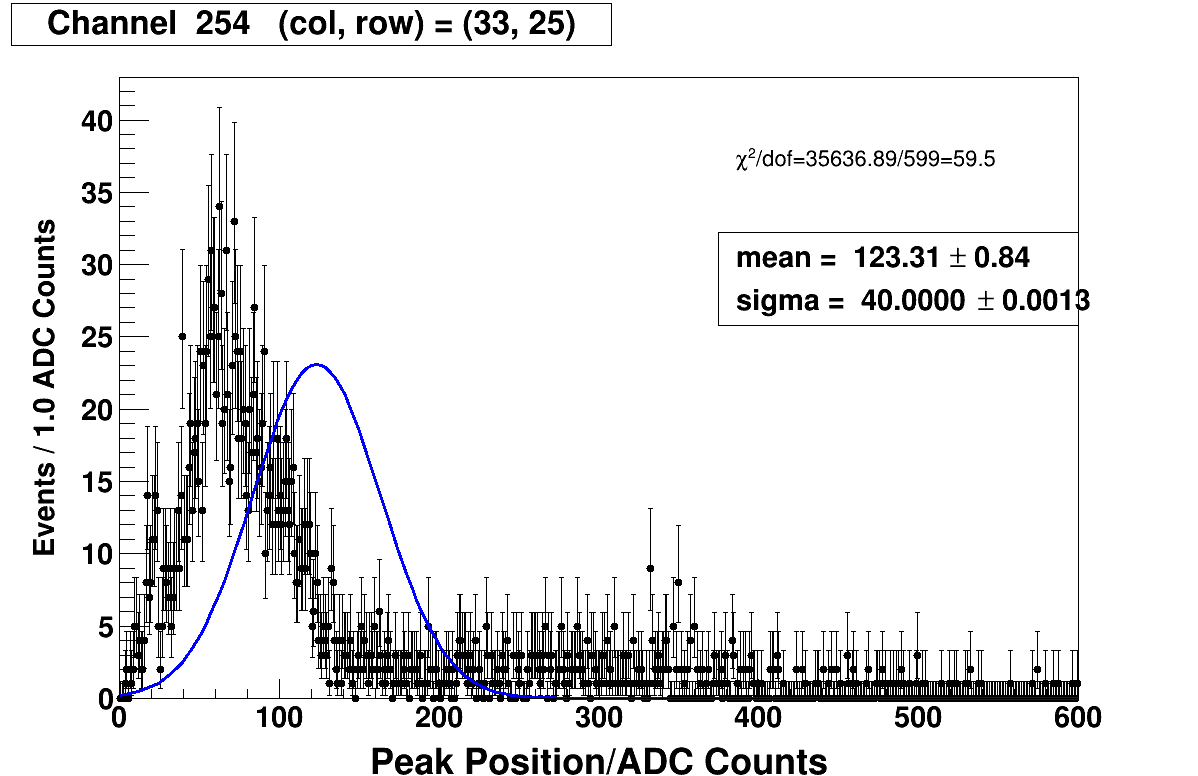 Channel 254 (col, row) = (33, 25)
χ²/dof=35636.89/599=59.5
mean = 123.31 ± 0.84
sigma = 40.0000 ± 0.0013
Events / 1.0 ADC Counts
40
35
30
25
20
15
10
5
0
0 100 200 300 400 500 600
Peak Position/ADC Counts